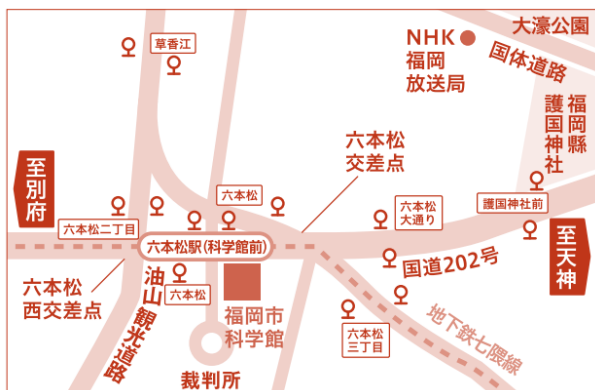 大濠公園
草香江
NHK
福岡
放送局
国体道路
福岡縣
護国神社
六本松
交差点
至別府
六本松
六本松
大通り
護国神社前
六本松二丁目
至天神
六本松駅(科学館前)
国道202号
六本松
西交差点
油山観光道路
六本松
福岡市
科学館
六本松
三丁目
地下鉄七隈線
裁判所